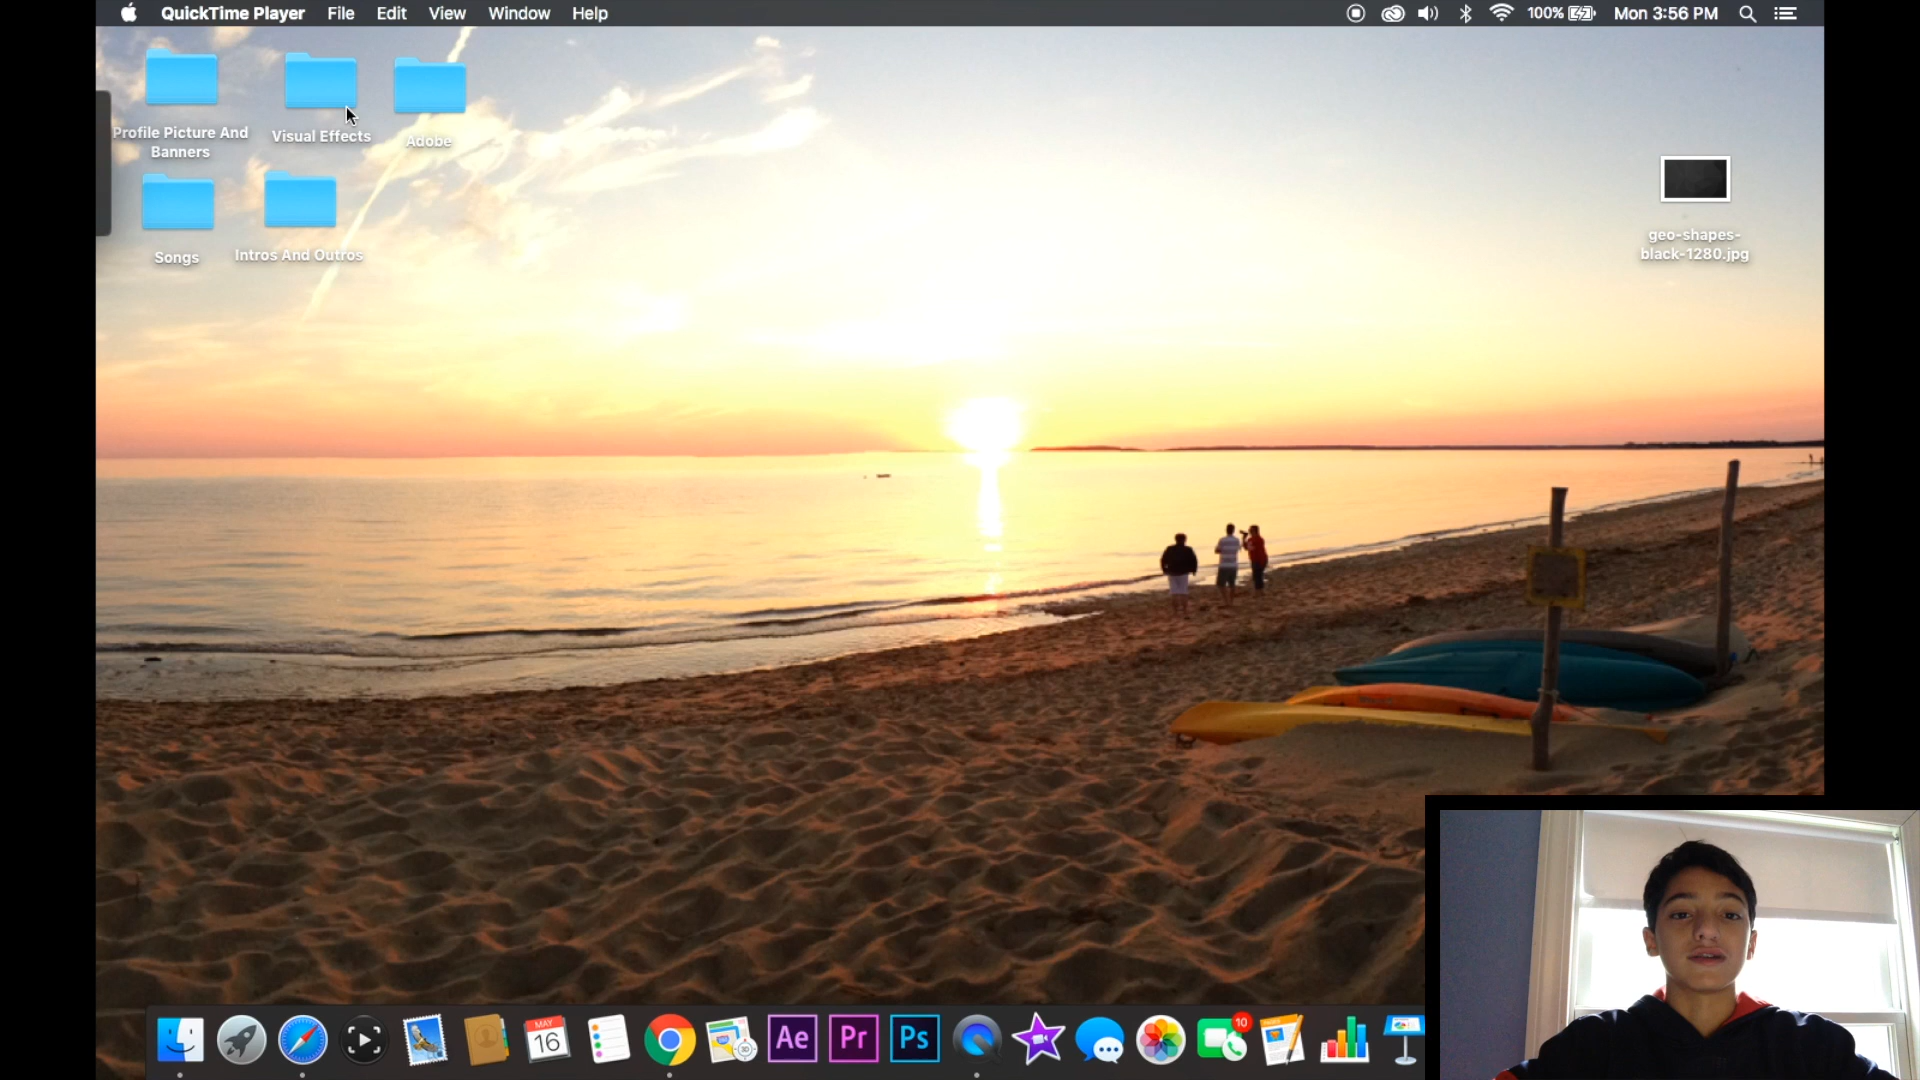 QuickTime Player File Edit View Window Help 100% Mon 3:56 PM
Profile Picture And
Banners
Visual Effects
Adobe
Songs
Intros And Outros
geo-shapes-
black-1280.jpg
MAY
16
3D
Ae
Pr
Ps
10